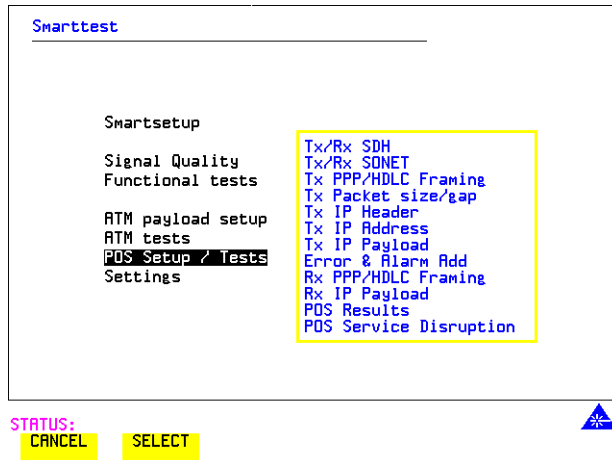 Smarttest
Smartsetup
Signal Quality
Functional tests
ATM payload setup
ATM tests
POS Setup / Tests
Settings
Tx/Rx SDH
Tx/Rx SONET
Tx PPP/HDLC Framing
Tx Packet size/gap
Tx IP Header
Tx IP Address
Tx IP Payload
Error & Alarm Add
Rx PPP/HDLC Framing
Rx IP Payload
POS Results
POS Service Disruption
STATUS:
CANCEL SELECT